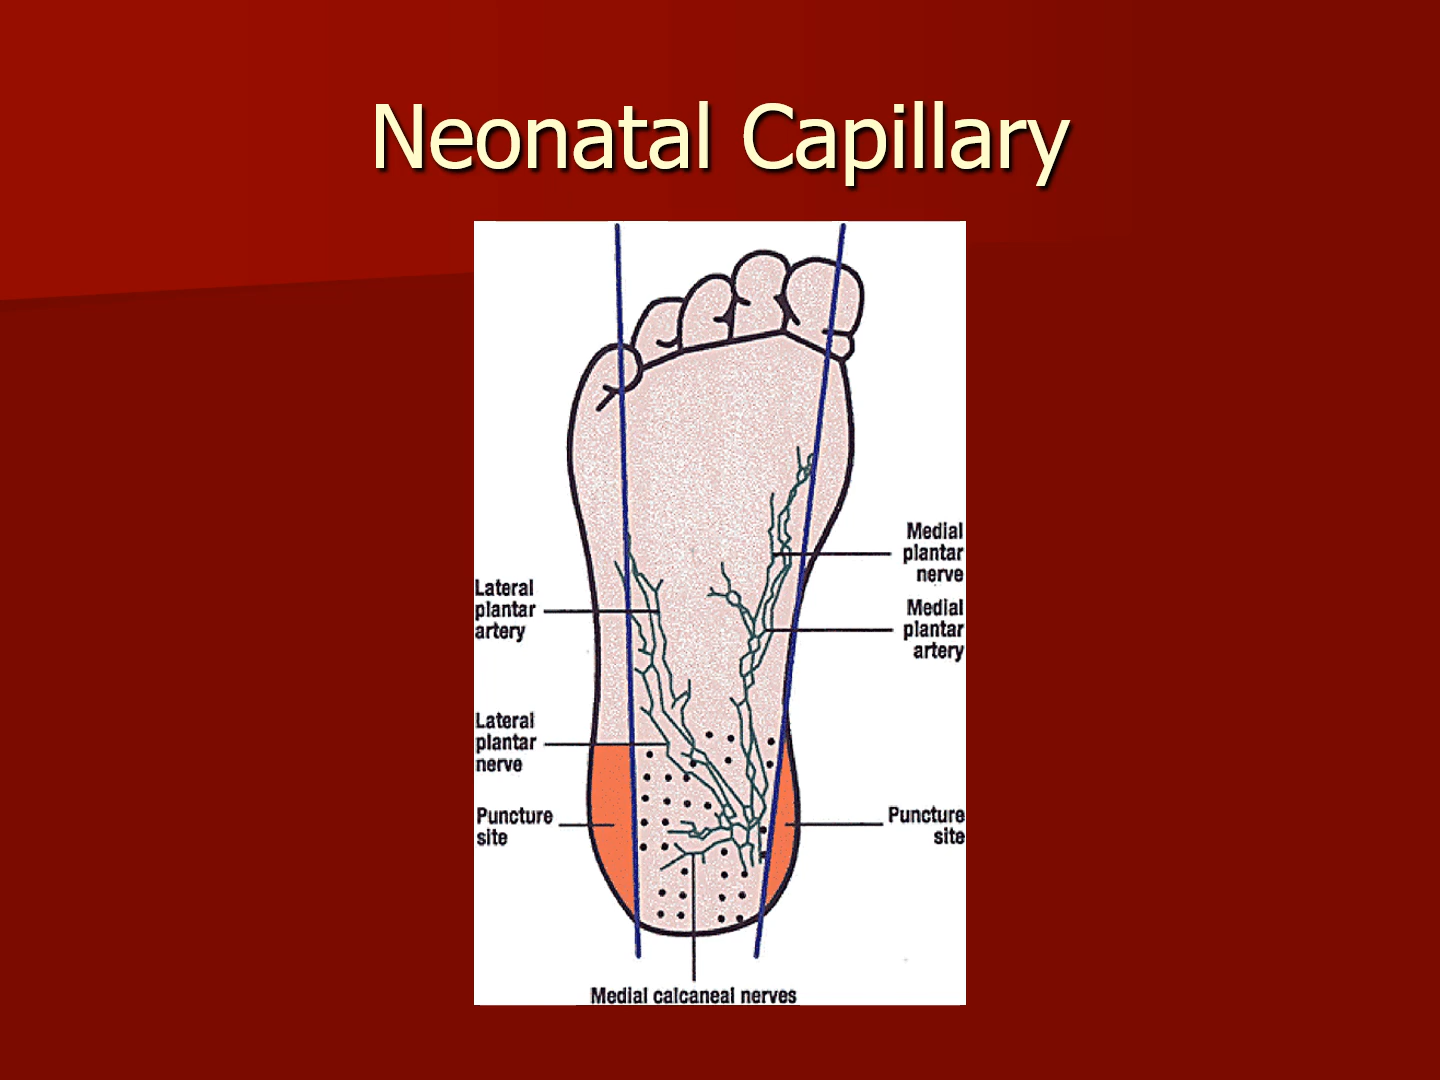 Neonatal Capillary
Medial
plantar
nerve
Lateral
plantar
artery
Medial
plantar
artery
Lateral
plantar
nerve
Puncture
site
Puncture
site
Medial calcaneal nerves